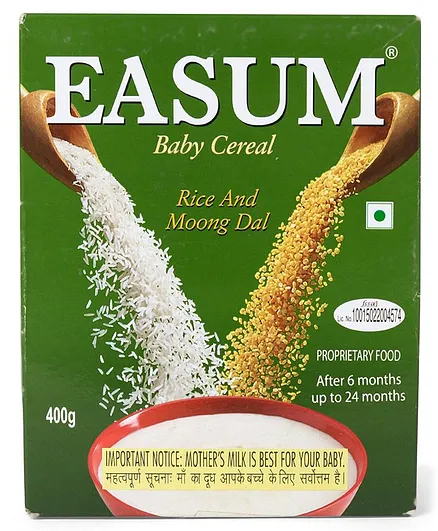 EASUM®
Baby Cereal
Rice And
Moong Dal
fssai
Lic. No. 10015022004574
PROPRIETARY FOOD
After 6 months
up to 24 months
400g
IMPORTANT NOTICE: MOTHER'S MILK IS BEST FOR YOUR BABY.
महत्वपूर्ण सूचनाः माँ का दूध आपके बच्चे के लिए सर्वोत्तम है।